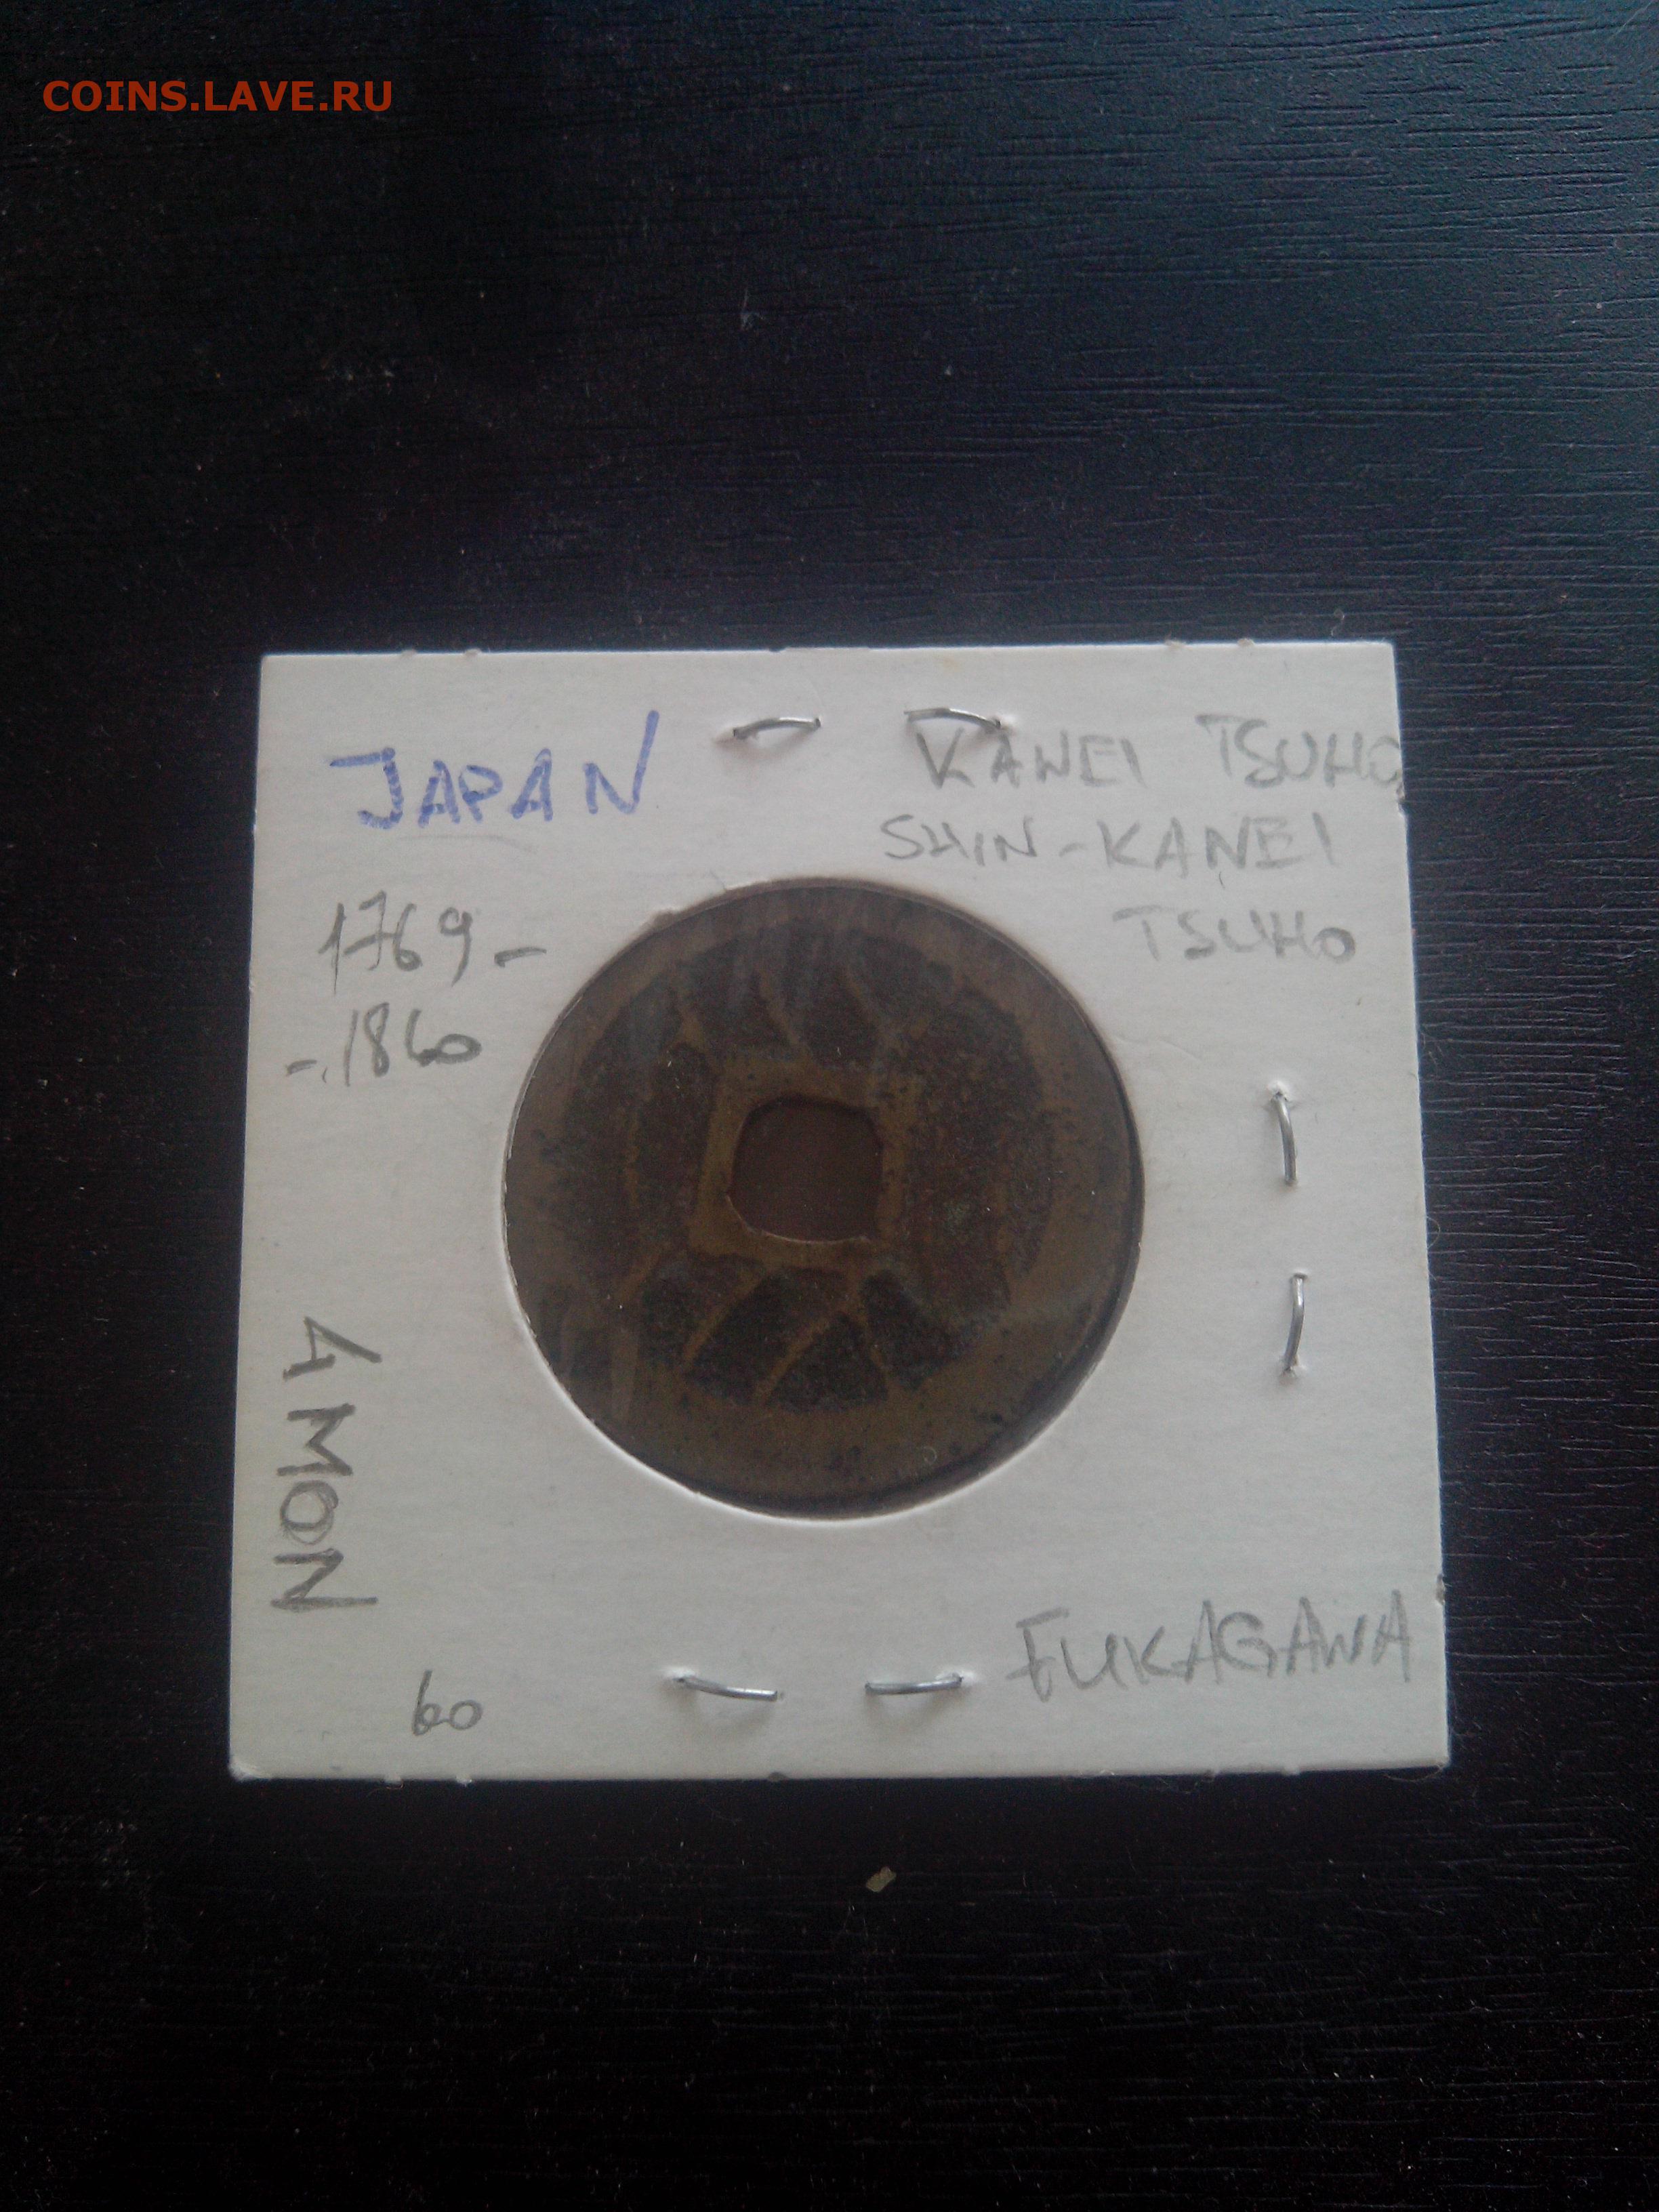 COINS.LAVE.RU
JAPAN
KANEI TSUHO
SHIN-KANEI
TSUHO
1769-
-1860
4 MON
60
FUKAGAWA